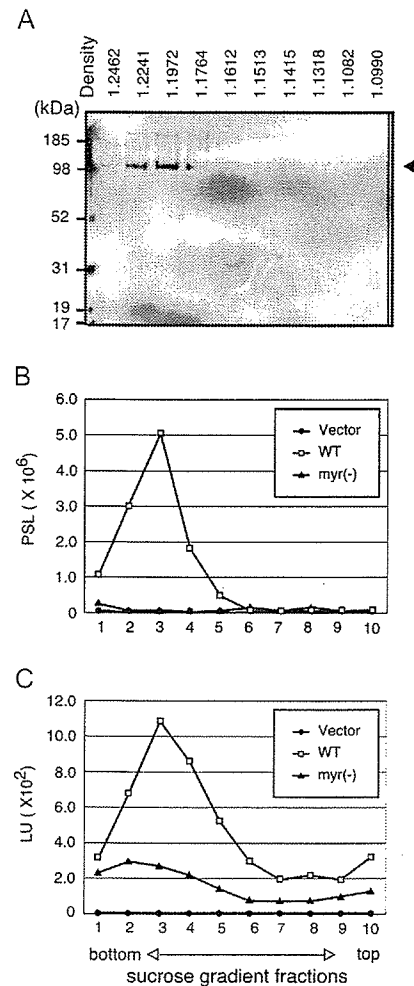 A
Density
1.2462
1.2241
1.1972
1.1764
1.1612
1.1513
1.1415
1.1318
1.1082
1.0990
(kDa)
185
98
52
31
19
17
B
PSL ( X 10⁶)
6.0
5.0
4.0
3.0
2.0
1.0
0
Vector
WT
myr(-)
1 2 3 4 5 6 7 8 9 10
C
LU (X10²)
12.0
10.0
8.0
6.0
4.0
2.0
0
Vector
WT
myr(-)
1 2 3 4 5 6 7 8 9 10
bottom top
sucrose gradient fractions